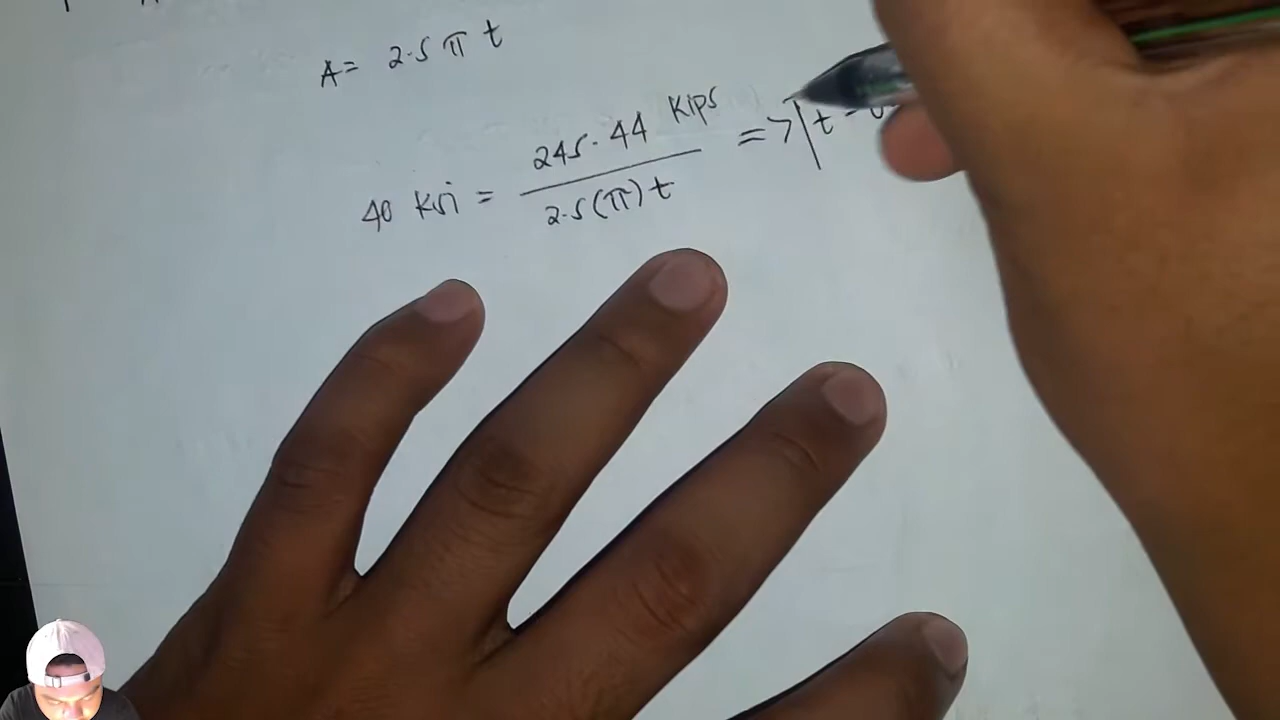 A= 2.5 π t
40 ksi = 245.44 Kips / 2.5(π) t => t =